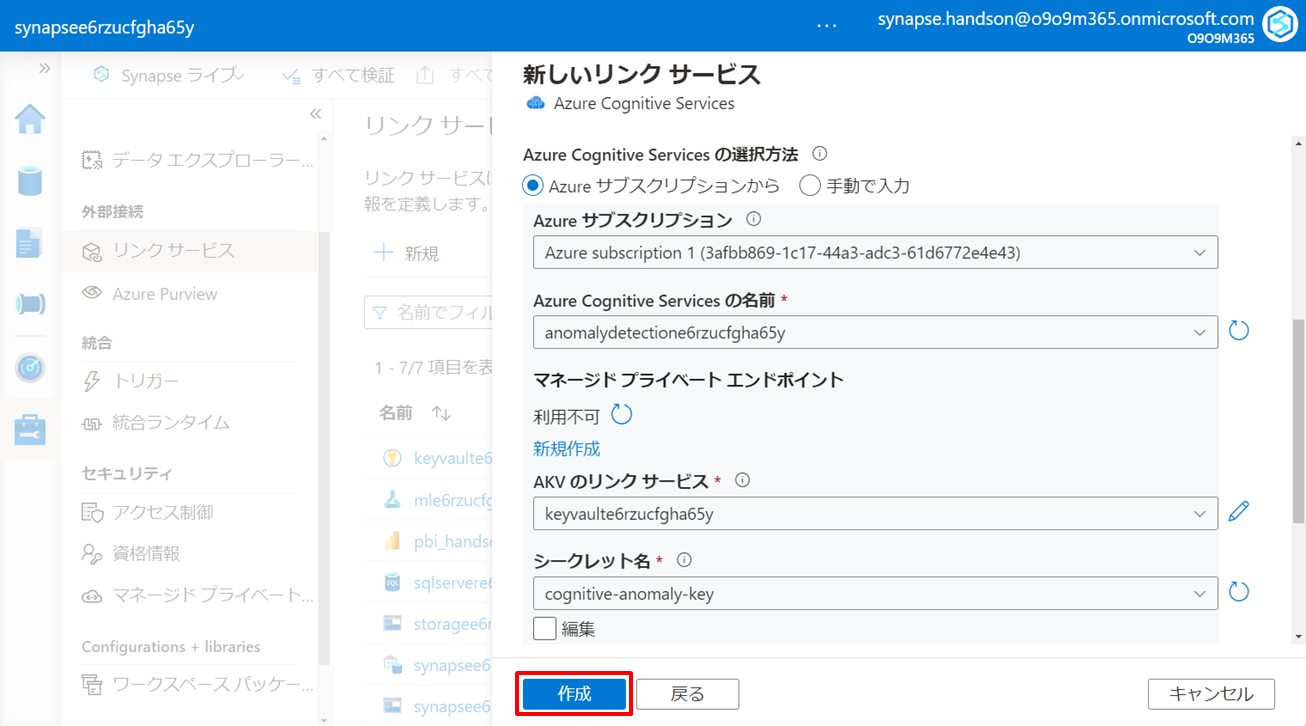 synapsee6rzucfgha65y
...
synapse.handson@o9o9m365.onmicrosoft.com
O9O9M365
Synapse ライブ
すべて検証
すべて
データ エクスプローラー...
外部接続
リンク サービス
Azure Purview
統合
トリガー
統合ランタイム
セキュリティ
アクセス制御
資格情報
マネージド プライベート...
Configurations + libraries
ワークスペース パッケー...
リンク サー
リンク サービスは
報を定義します。
新規
名前でフィル
1 - 7/7 項目を表
名前
keyvaulte6
mle6rzucfg
pbi_handso
sqlservere6
storagee6r
synapsee6
synapsee6
新しいリンク サービス
Azure Cognitive Services
Azure Cognitive Services の選択方法
Azure サブスクリプションから 手動で入力
Azure サブスクリプション
Azure subscription 1 (3afbb869-1c17-44a3-adc3-61d6772e4e43)
Azure Cognitive Services の名前 *
anomalydetectione6rzucfgha65y
マネージド プライベート エンドポイント
利用不可
新規作成
AKV のリンク サービス *
keyvaulte6rzucfgha65y
シークレット名 *
cognitive-anomaly-key
編集
作成
戻る
キャンセル